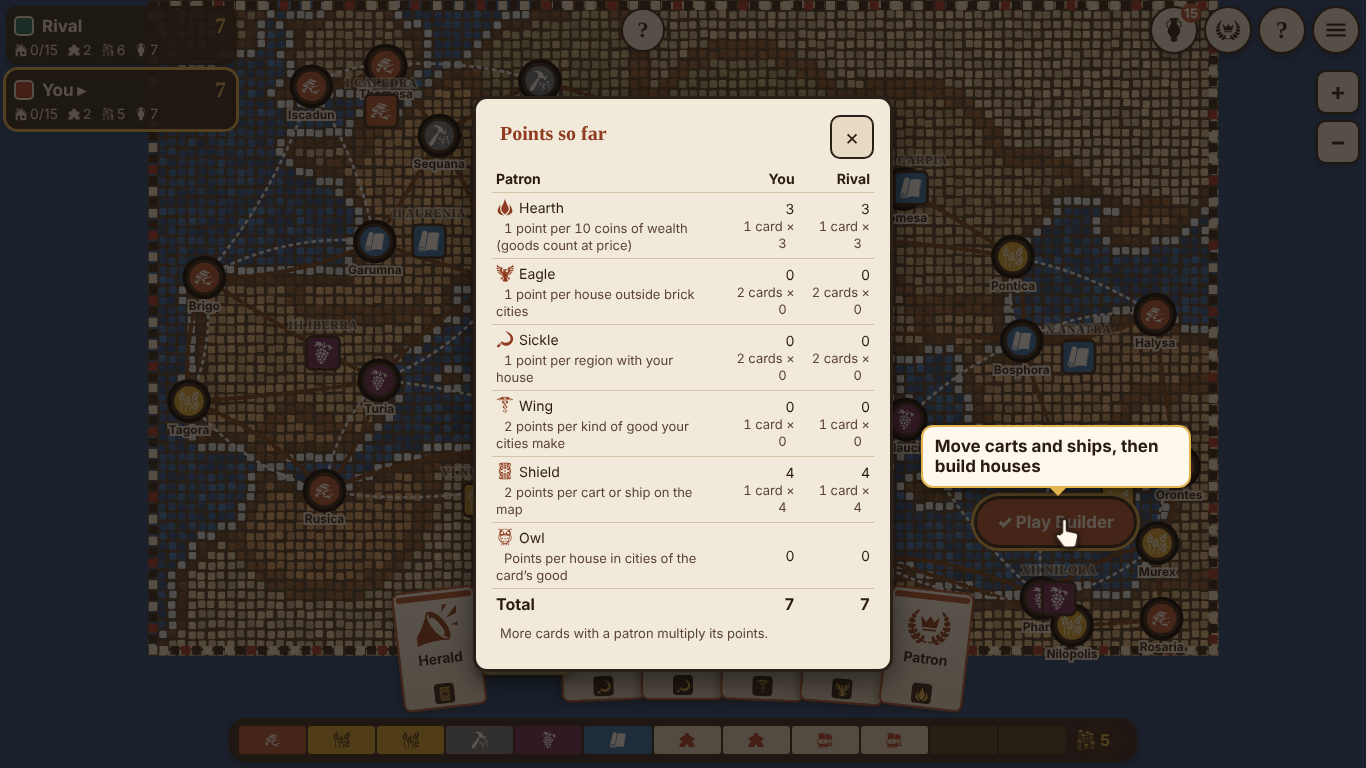 Rival 7
0/15 2 6 7
You ▸ 7
0/15 2 5 7
?
15
?
+
−
Points so far
×
Patron You Rival
Hearth 3 3
1 point per 10 coins of wealth (goods count at price)
1 card × 3
1 card × 3
Eagle 0 0
1 point per house outside brick cities
2 cards × 0
2 cards × 0
Sickle 0 0
1 point per region with your house
2 cards × 0
2 cards × 0
Wing 0 0
2 points per kind of good your cities make
1 card × 0
1 card × 0
Shield 4 4
2 points per cart or ship on the map
1 card × 4
1 card × 4
Owl
Points per house in cities of the card's good
0 0
Total 7 7
More cards with a patron multiply its points.
Iscadun
Sequana
Garumna
Brigo
Turia
Tagora
Rusica
Pontica
Halysa
Bosphora
Orontes
Murex
Nilopolis
Rosaria
Move carts and ships, then
build houses
Play Builder
Herald
Patron
5